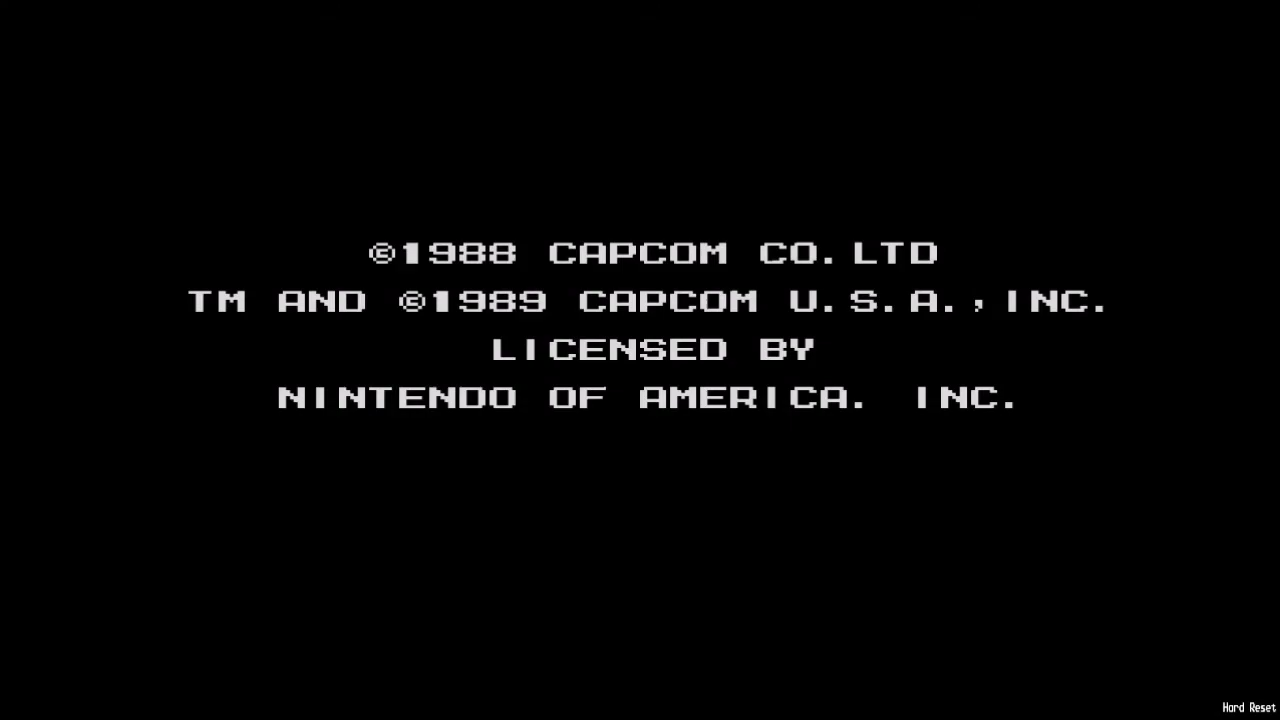 ©1988 CAPCOM CO.LTD
TM AND ©1989 CAPCOM U.S.A.,INC.
LICENSED BY
NINTENDO OF AMERICA. INC.
Hard Reset